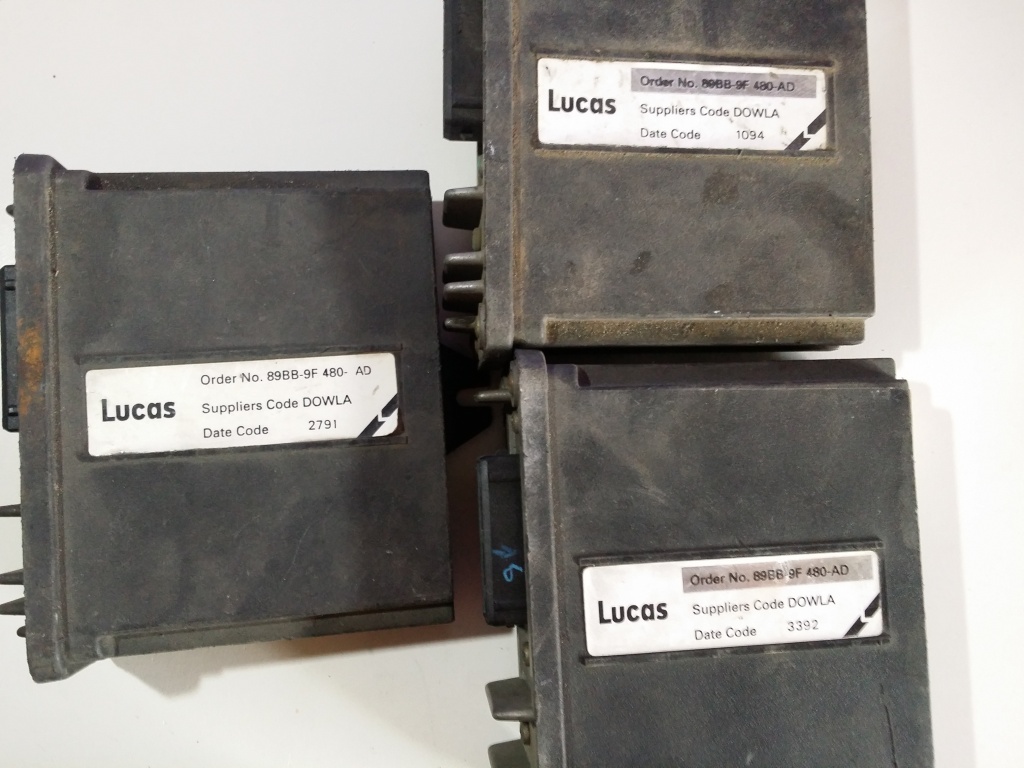 Lucas
Order No. 89BB-9F 480-AD
Suppliers Code DOWLA
Date Code 1094
Lucas
Order No. 89BB-9F 480- AD
Suppliers Code DOWLA
Date Code 2791
Lucas
Order No. 89BB-9F 480-AD
Suppliers Code DOWLA
Date Code 3392